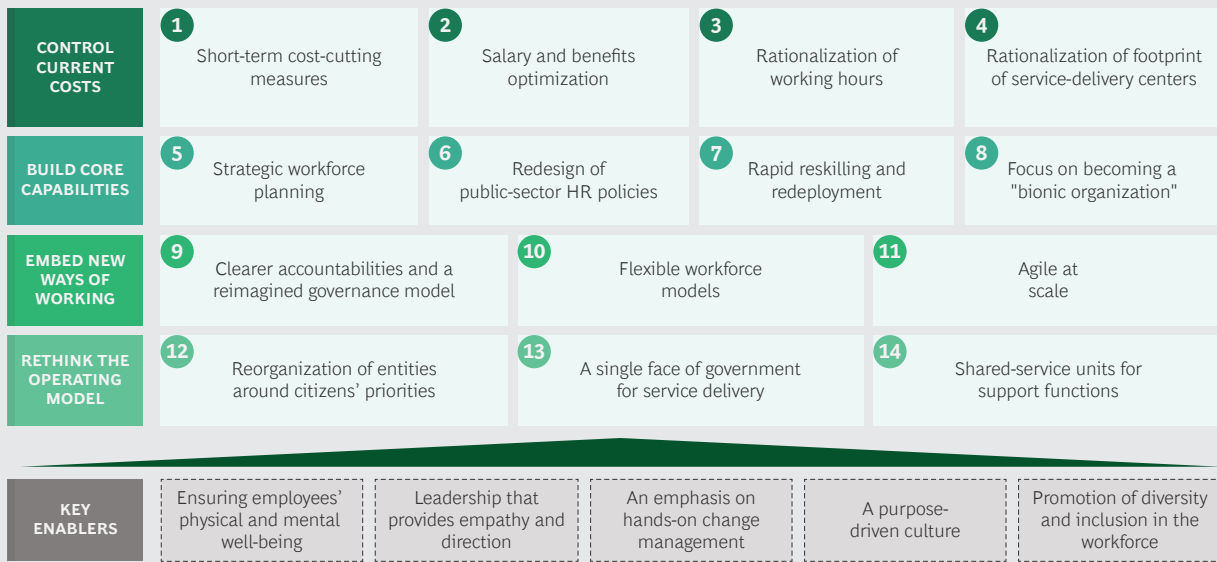 CONTROL
CURRENT
COSTS
1
Short-term cost-cutting
measures
2
Salary and benefits
optimization
3
Rationalization of
working hours
4
Rationalization of footprint
of service-delivery centers
BUILD CORE
CAPABILITIES
5
Strategic workforce
planning
6
Redesign of
public-sector HR policies
7
Rapid reskilling and
redeployment
8
Focus on becoming a
"bionic organization"
EMBED NEW
WAYS OF
WORKING
9
Clearer accountabilities and a
reimagined governance model
10
Flexible workforce
models
11
Agile at
scale
RETHINK THE
OPERATING
MODEL
12
Reorganization of entities
around citizens’ priorities
13
A single face of government
for service delivery
14
Shared-service units for
support functions
KEY
ENABLERS
Ensuring employees’
physical and mental
well-being
Leadership that
provides empathy and
direction
An emphasis on
hands-on change
management
A purpose-
driven culture
Promotion of diversity
and inclusion in the
workforce